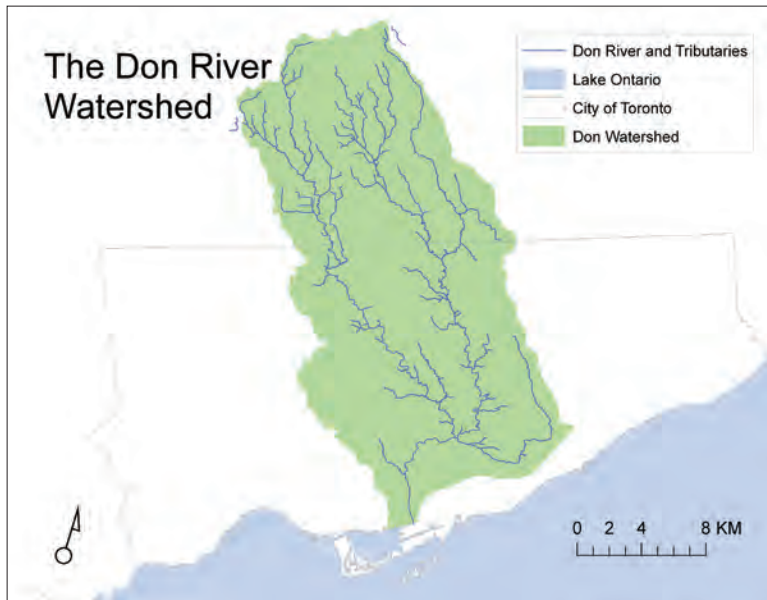 The Don River
Watershed
Don River and Tributaries
Lake Ontario
City of Toronto
Don Watershed
0 2 4 8 KM